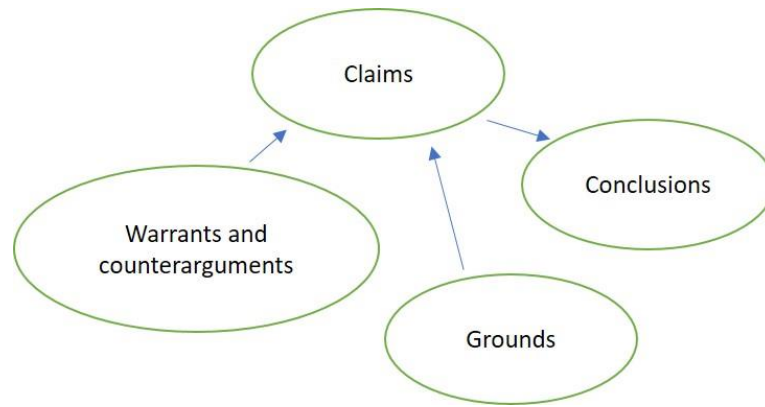 Claims
Conclusions
Warrants and
counterarguments
Grounds